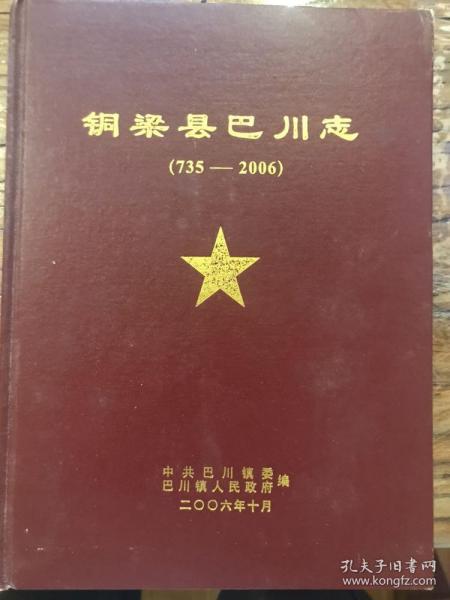 铜梁县巴川志
(735 — 2006)
中共巴川镇委
巴川镇人民政府
编
二〇〇六年十月
孔夫子旧书网
www.kongfz.com